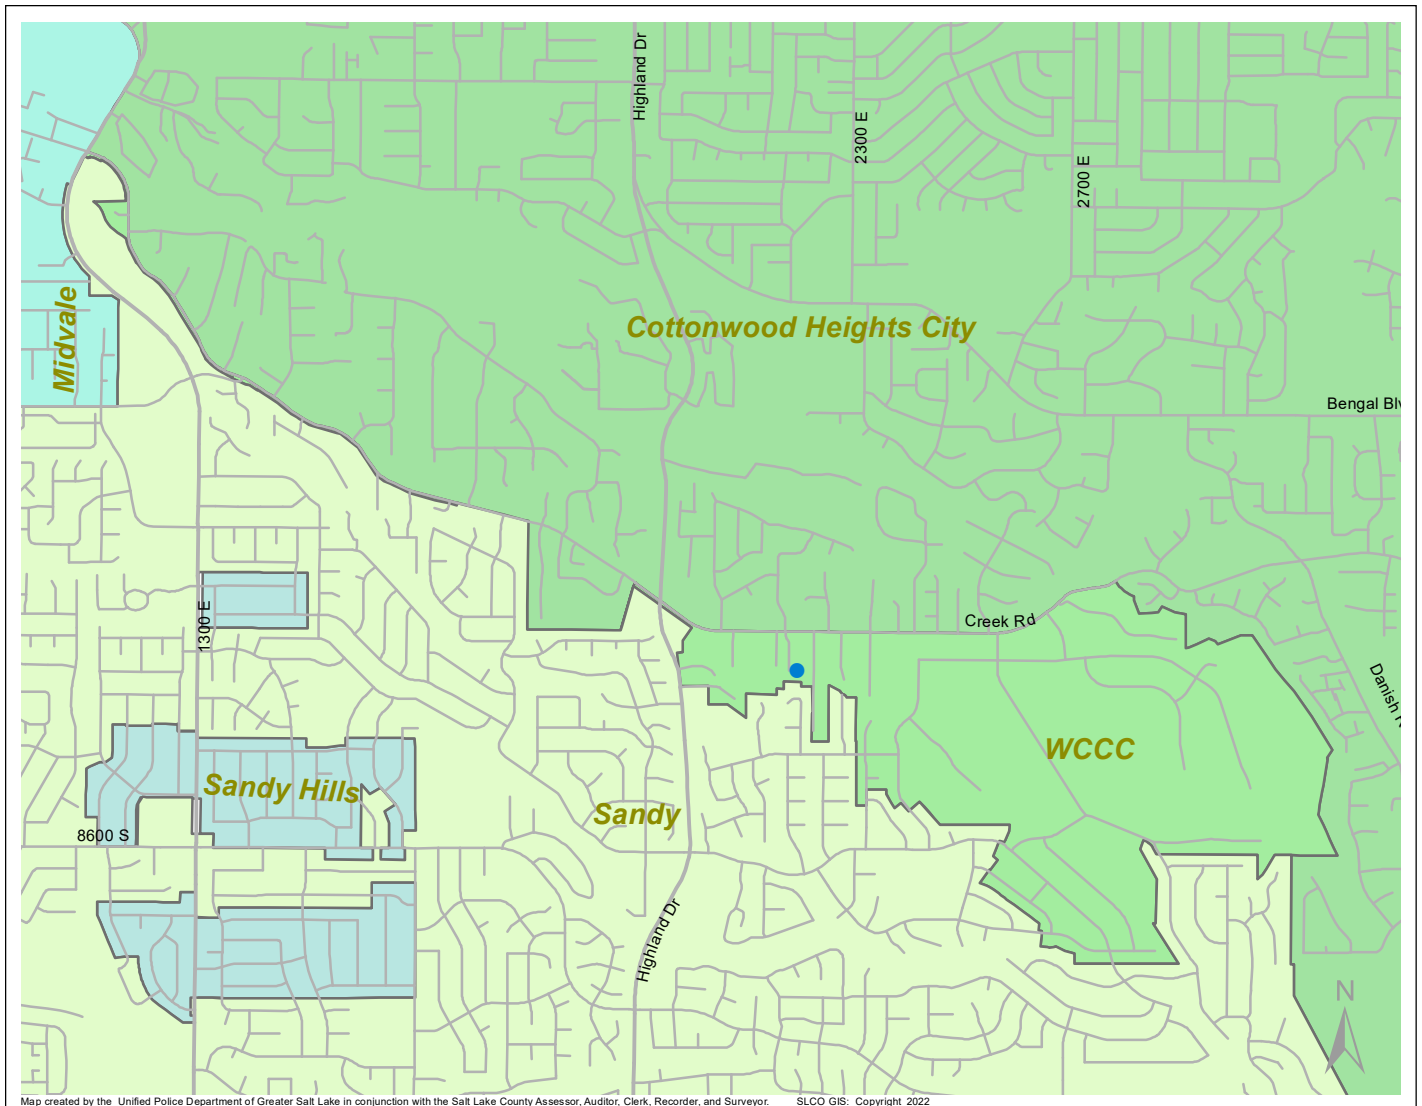 Highland Dr
2300 E
2700 E
Midvale
Cottonwood Heights City
Bengal Blv
1300 E
Creek Rd
Danish R
WCCC
Sandy Hills
Sandy
8600 S
Highland Dr
N
Map created by the Unified Police Department of Greater Salt Lake in conjunction with the Salt Lake County Assessor, Auditor, Clerk, Recorder, and Surveyor. SLCO GIS: Copyright 2022